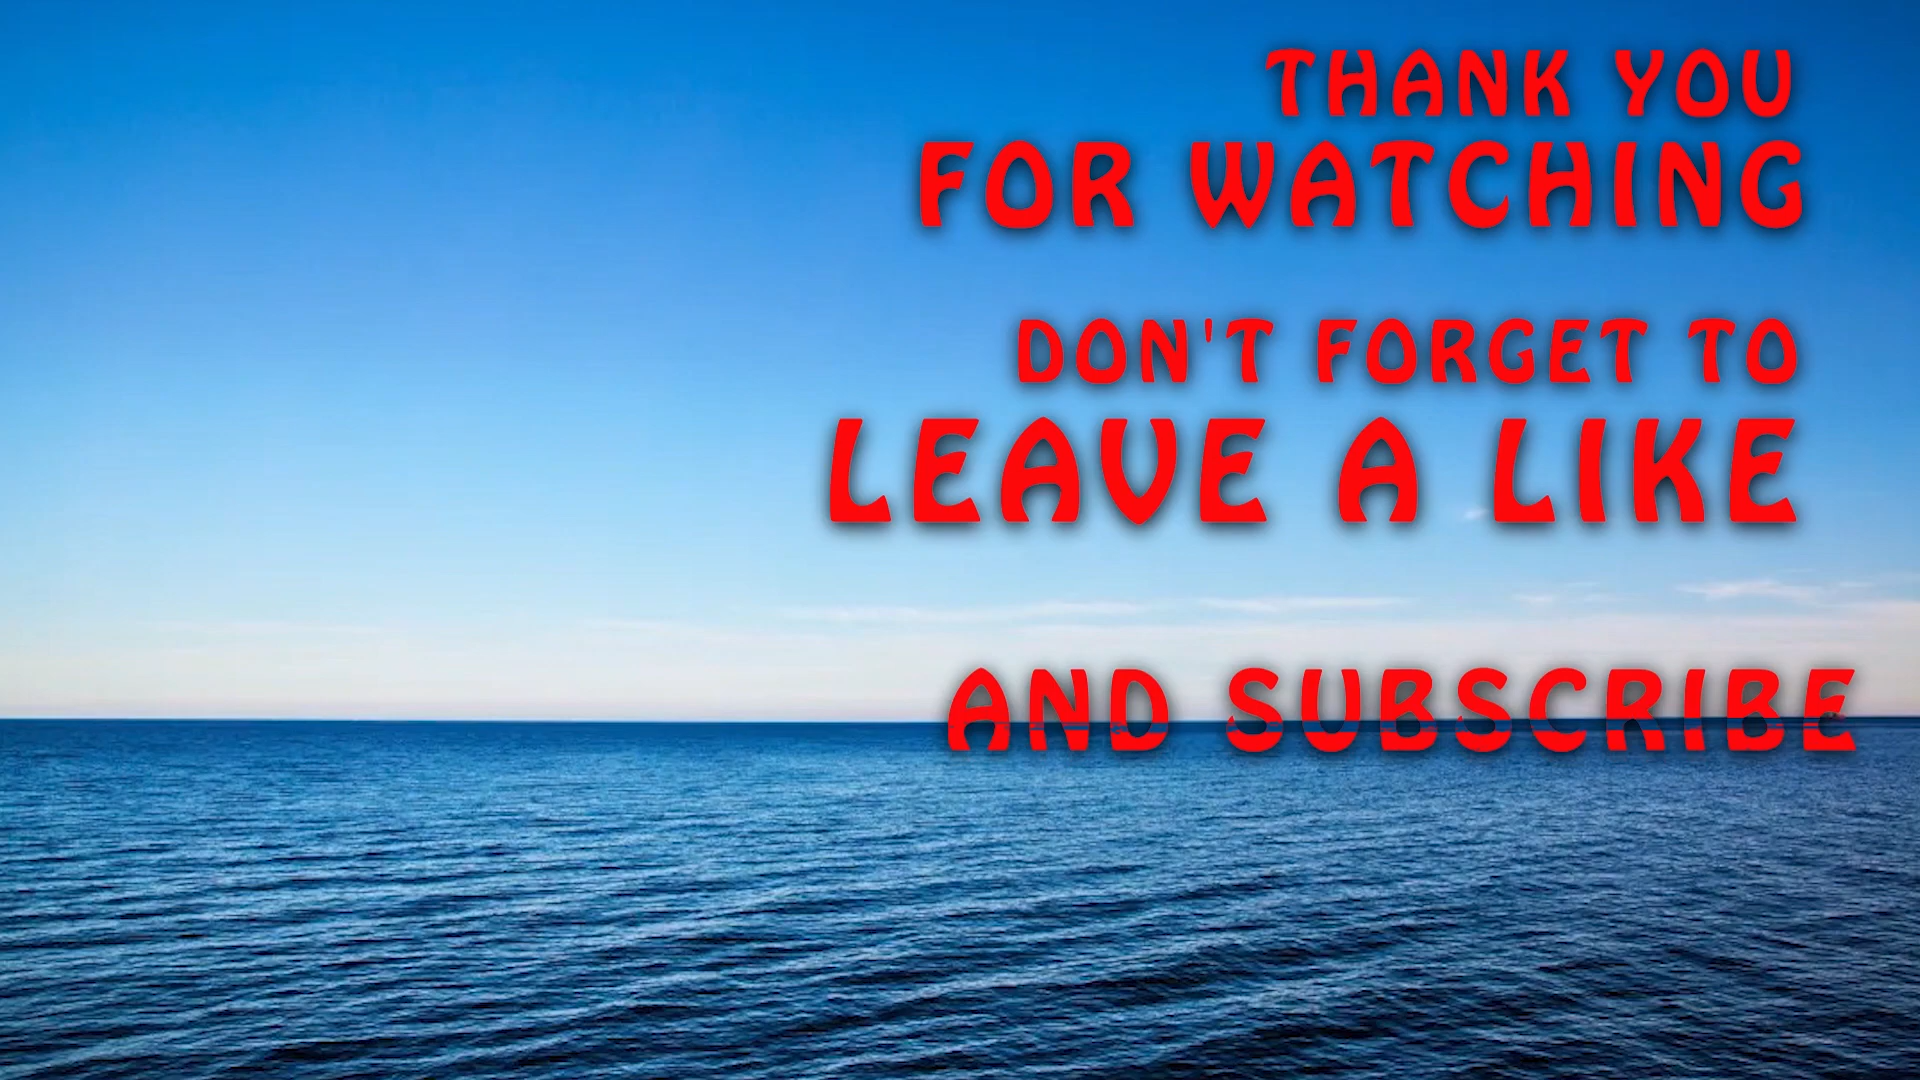 THANK YOU
FOR WATCHING
DON'T FORGET TO
LEAVE A LIKE
AND SUBSCRIBE